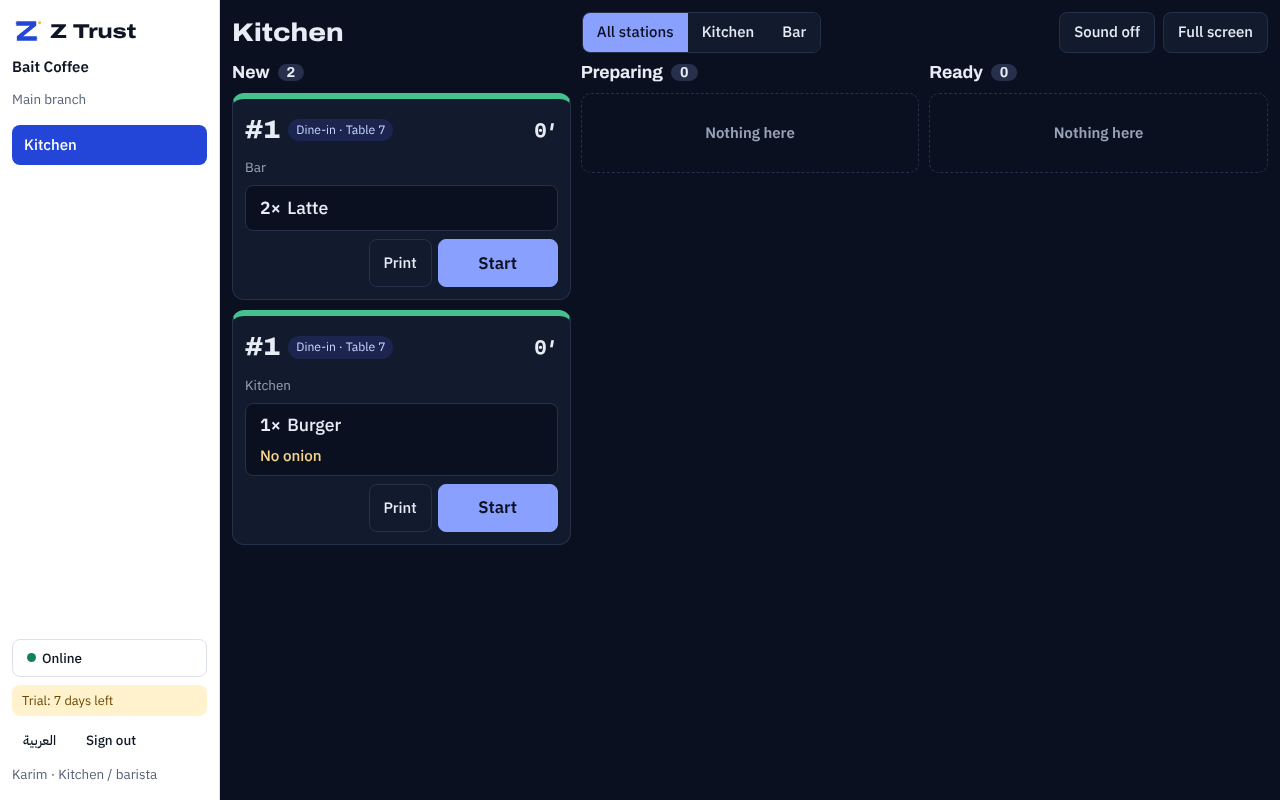 Z Trust
Bait Coffee
Main branch
Kitchen
Online
Trial: 7 days left
العربية Sign out
Karim · Kitchen / barista
Kitchen
All stations Kitchen Bar
Sound off Full screen
New 2
#1 Dine-in · Table 7 0′
Bar
2× Latte
Print Start
#1 Dine-in · Table 7 0′
Kitchen
1× Burger
No onion
Print Start
Preparing 0
Nothing here
Ready 0
Nothing here